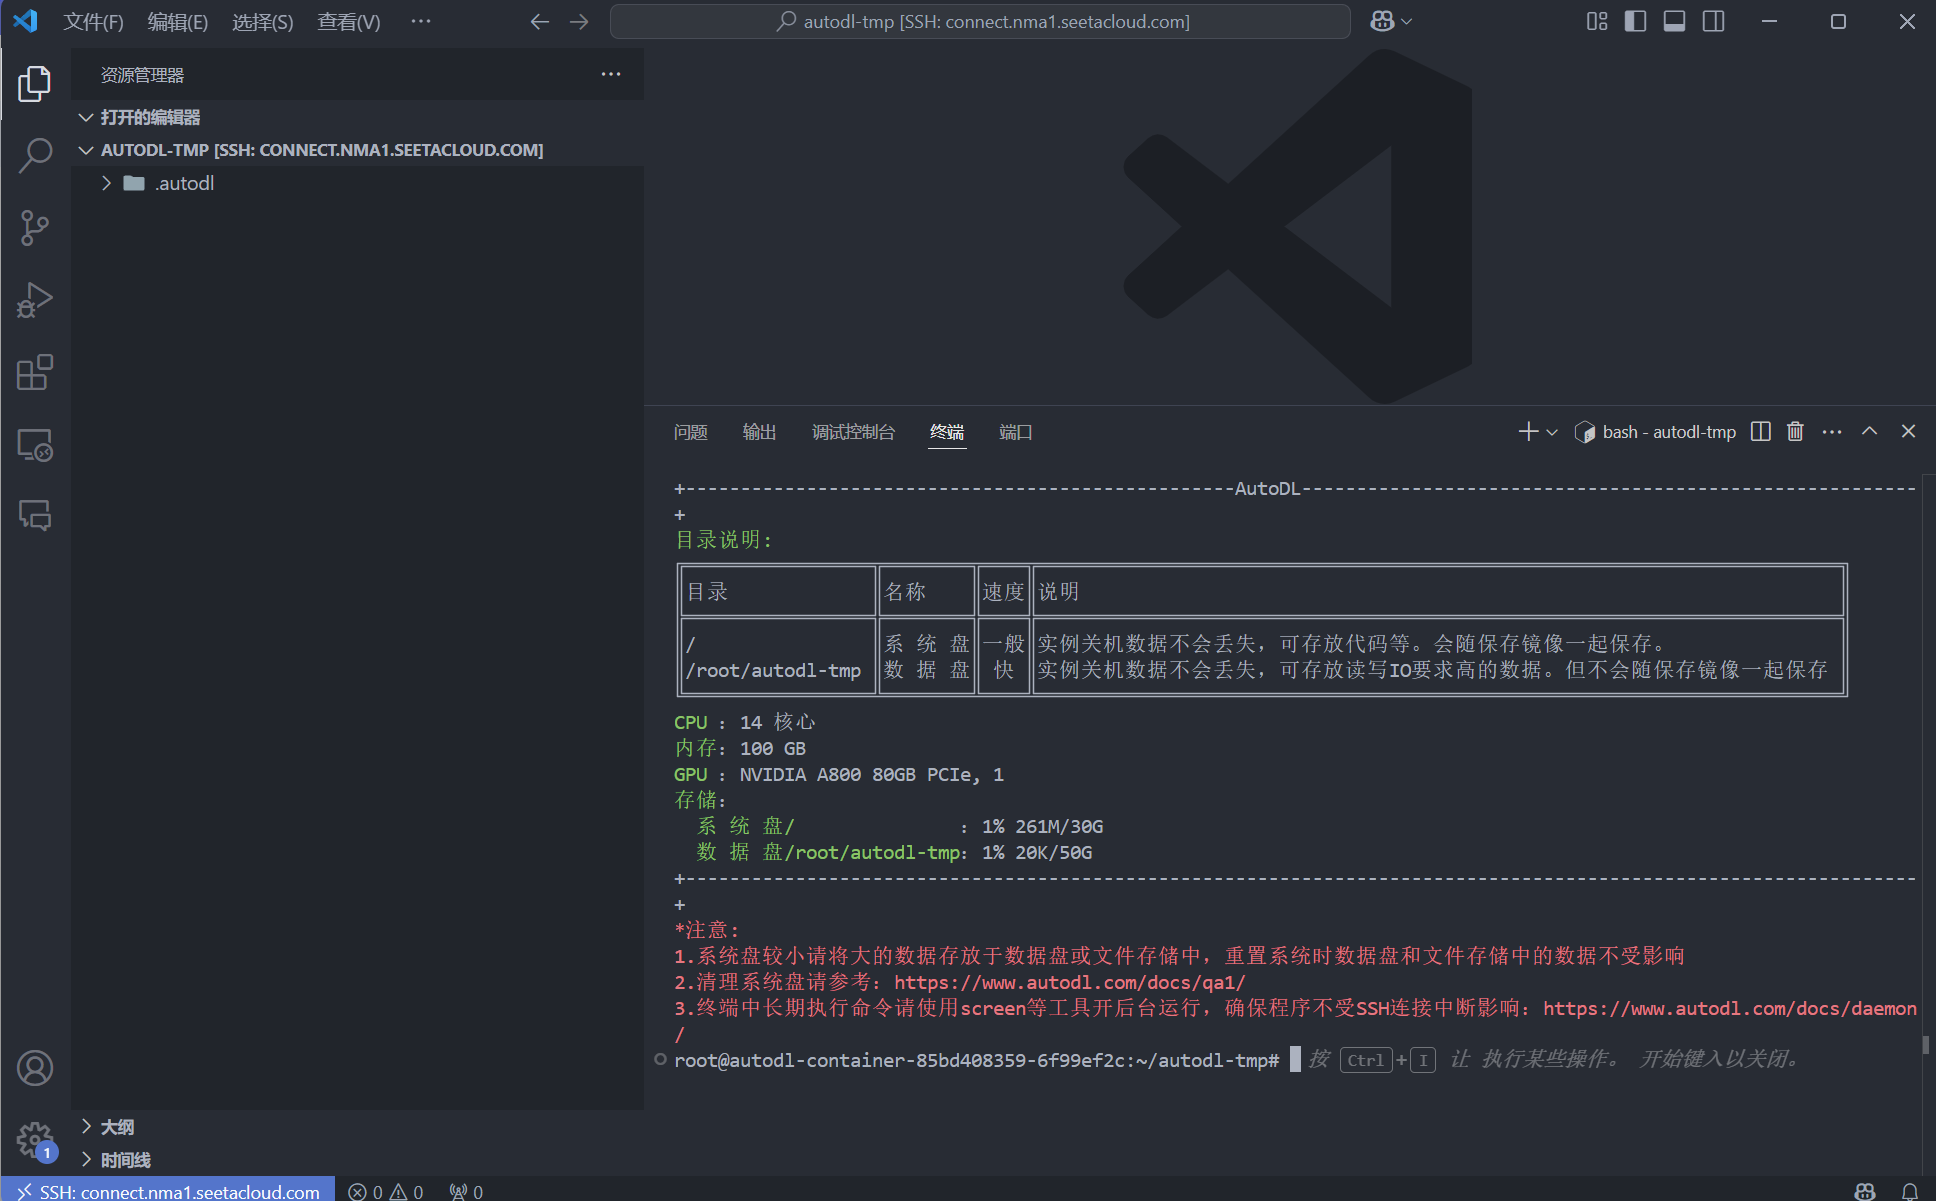 文件(F) 编辑(E) 选择(S) 查看(V) ··· autodl-tmp [SSH: connect.nma1.seetacloud.com]
资源管理器
打开的编辑器
AUTODL-TMP [SSH: CONNECT.NMA1.SEETACLOUD.COM]
.autodl
大纲
时间线
问题 输出 调试控制台 终端 端口 bash - autodl-tmp
+--------------------------------------------------AutoDL--------------------------------------------------------
+
目录说明:
目录 名称 速度 说明
/ 系 统 盘 一般 实例关机数据不会丢失，可存放代码等。会随保存镜像一起保存。
/root/autodl-tmp 数 据 盘 快 实例关机数据不会丢失，可存放读写IO要求高的数据。但不会随保存镜像一起保存
CPU : 14 核心
内存: 100 GB
GPU : NVIDIA A800 80GB PCIe, 1
存储:
系 统 盘/ : 1% 261M/30G
数 据 盘/root/autodl-tmp: 1% 20K/50G
+----------------------------------------------------------------------------------------------------------------
+
*注意:
1.系统盘较小请将大的数据存放于数据盘或文件存储中，重置系统时数据盘和文件存储中的数据不受影响
2.清理系统盘请参考: https://www.autodl.com/docs/qa1/
3.终端中长期执行命令请使用screen等工具开后台运行，确保程序不受SSH连接中断影响: https://www.autodl.com/docs/daemon
/
root@autodl-container-85bd408359-6f99ef2c:~/autodl-tmp# 按 Ctrl+I 让 执行某些操作。 开始键入以关闭。
1
SSH: connect.nma1.seetacloud.com 0 0 0